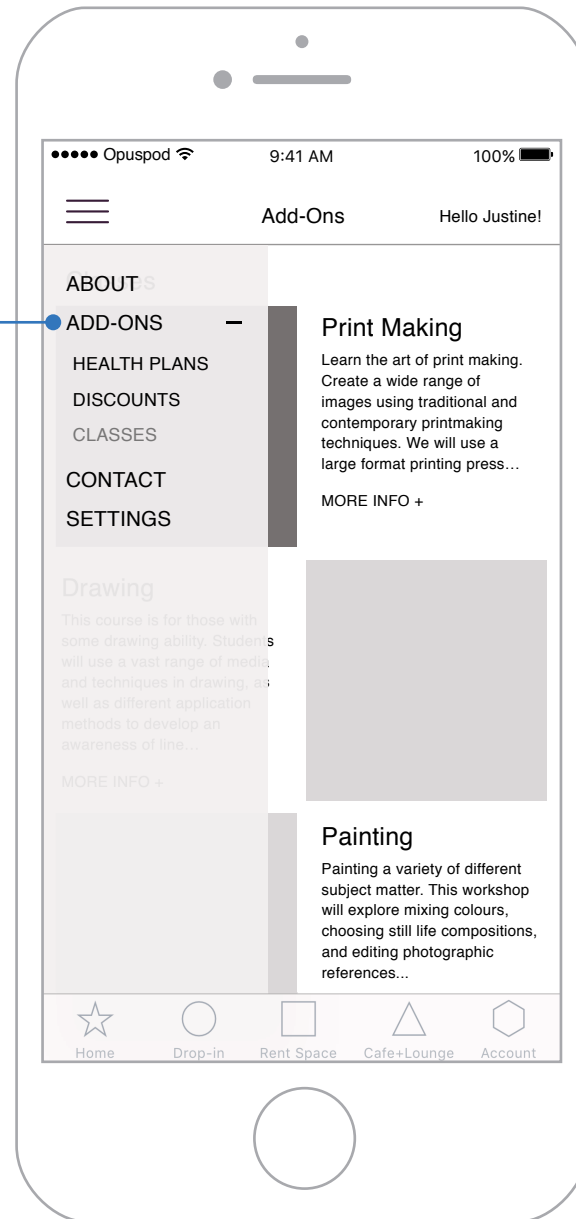 Opuspod 9:41 AM 100%
Add-Ons Hello Justine!
Classes
ABOUT
ADD-ONS –
HEALTH PLANS
DISCOUNTS
CLASSES
CONTACT
SETTINGS
Print Making
Learn the art of print making.
Create a wide range of
images using traditional and
contemporary printmaking
techniques. We will use a
large format printing press…
MORE INFO +
Drawing
This course is for those with
some drawing ability. Students
will use a vast range of media
and techniques in drawing, as
well as different application
methods to develop an
awareness of line…
MORE INFO +
Painting
Painting a variety of different
subject matter. This workshop
will explore mixing colours,
choosing still life compositions,
and editing photographic
references...
Home Drop-in Rent Space Cafe+Lounge Account